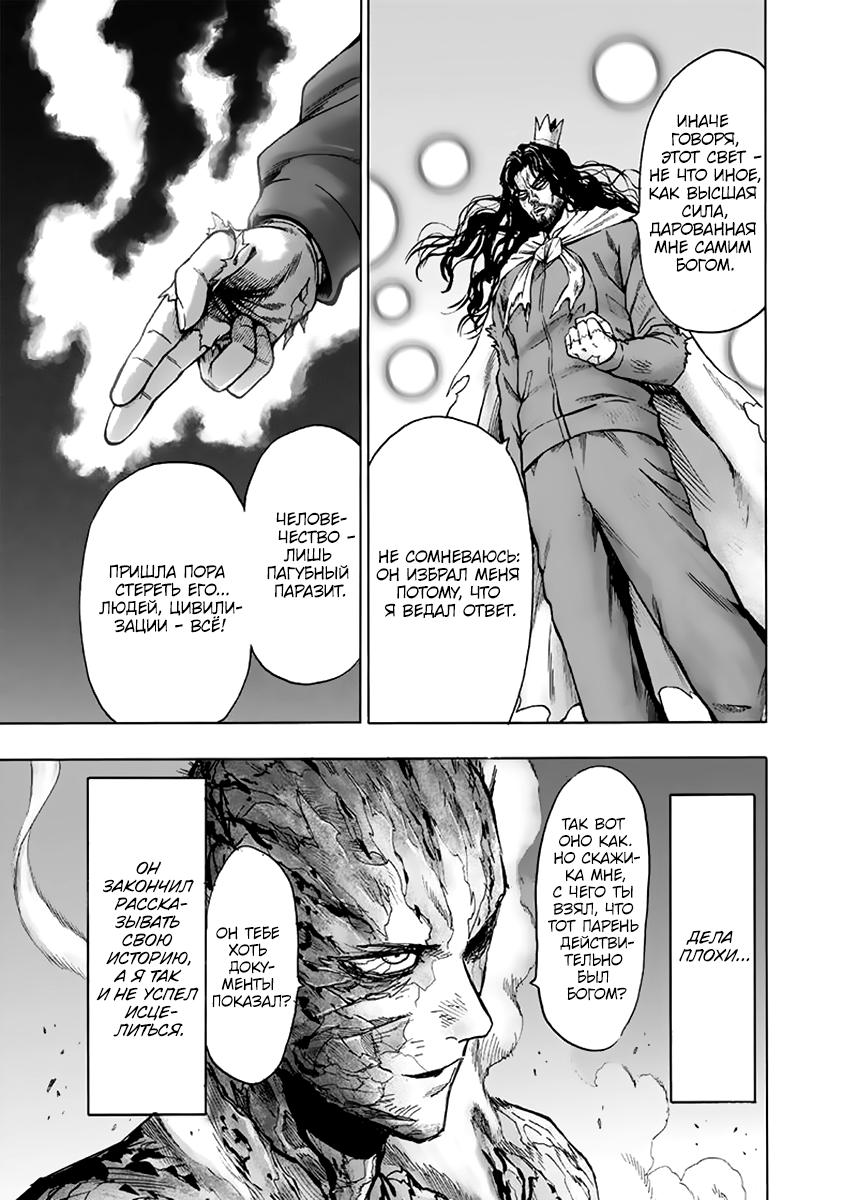 ИНАЧЕ
ГОВОРЯ,
ЭТОТ СВЕТ –
НЕ ЧТО ИНОЕ,
КАК ВЫСШАЯ
СИЛА,
ДАРОВАННАЯ
МНЕ САМИМ
БОГОМ.
НЕ СОМНЕВАЮСЬ:
ОН ИЗБРАЛ МЕНЯ
ПОТОМУ, ЧТО
Я ВЕДАЛ ОТВЕТ.
ЧЕЛОВЕ-
ЧЕСТВО –
ЛИШЬ
ПАГУБНЫЙ
ПАРАЗИТ.
ПРИШЛА ПОРА
СТЕРЕТЬ ЕГО...
ЛЮДЕЙ, ЦИВИЛИ-
ЗАЦИИ – ВСЁ!
ДЕЛА
ПЛОХИ...
ТАК ВОТ
ОНО КАК.
НО СКАЖИ-
КА МНЕ,
С ЧЕГО ТЫ
ВЗЯЛ, ЧТО
ТОТ ПАРЕНЬ
ДЕЙСТВИ-
ТЕЛЬНО
БЫЛ
БОГОМ?
ОН ТЕБЕ
ХОТЬ
ДОКУ-
МЕНТЫ
ПОКАЗАЛ?
ОН
ЗАКОНЧИЛ
РАССКА-
ЗЫВАТЬ
СВОЮ
ИСТОРИЮ,
А Я ТАК
И НЕ УСПЕЛ
ИСЦЕ-
ЛИТЬСЯ.